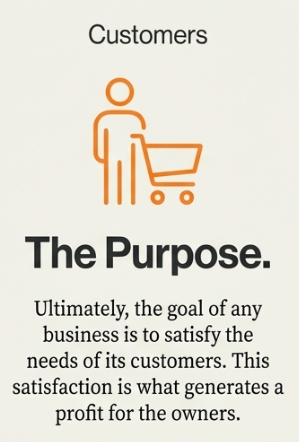 Customers
The Purpose.
Ultimately, the goal of any
business is to satisfy the
needs of its customers. This
satisfaction is what generates a
profit for the owners.